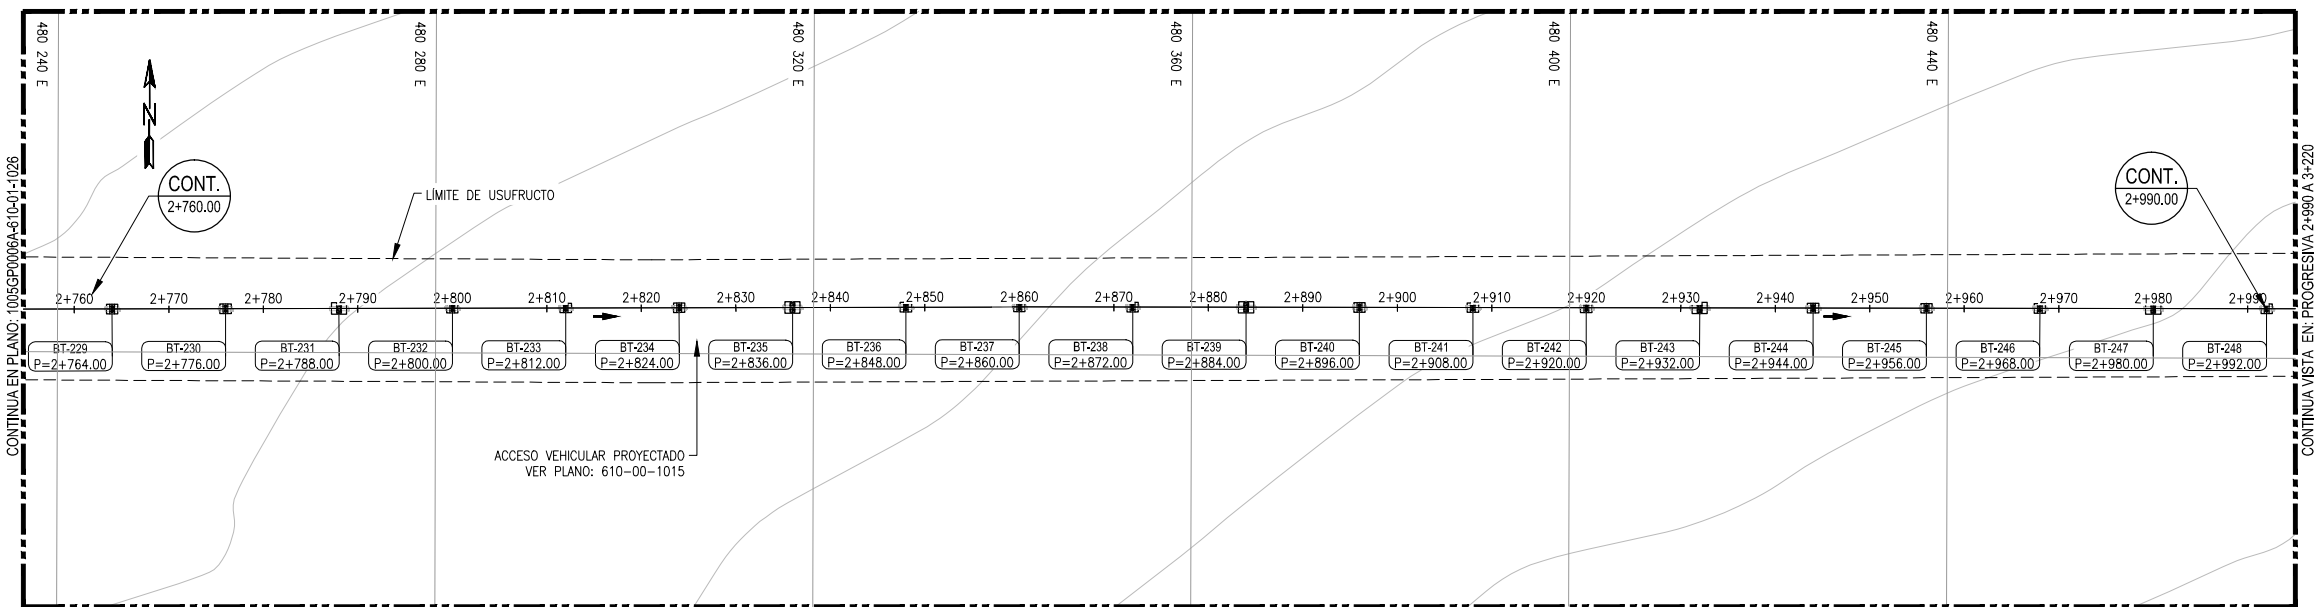 480 240 E
480 280 E
480 320 E
480 360 E
480 400 E
480 440 E
N
CONT.
2+760.00
LÍMITE DE USUFRUCTO
CONT.
2+990.00
CONTINUA EN PLANO: 1005GP0006A-610-01-1026
CONTINUA VISTA EN: PROGRESIVA 2+990 A 3+220
2+760
2+770
2+780
2+790
2+800
2+810
2+820
2+830
2+840
2+850
2+860
2+870
2+880
2+890
2+900
2+910
2+920
2+930
2+940
2+950
2+960
2+970
2+980
2+990
BT-229
P=2+764.00
BT-230
P=2+776.00
BT-231
P=2+788.00
BT-232
P=2+800.00
BT-233
P=2+812.00
BT-234
P=2+824.00
BT-235
P=2+836.00
BT-236
P=2+848.00
BT-237
P=2+860.00
BT-238
P=2+872.00
BT-239
P=2+884.00
BT-240
P=2+896.00
BT-241
P=2+908.00
BT-242
P=2+920.00
BT-243
P=2+932.00
BT-244
P=2+944.00
BT-245
P=2+956.00
BT-246
P=2+968.00
BT-247
P=2+980.00
BT-248
P=2+992.00
ACCESO VEHICULAR PROYECTADO
VER PLANO: 610-00-1015